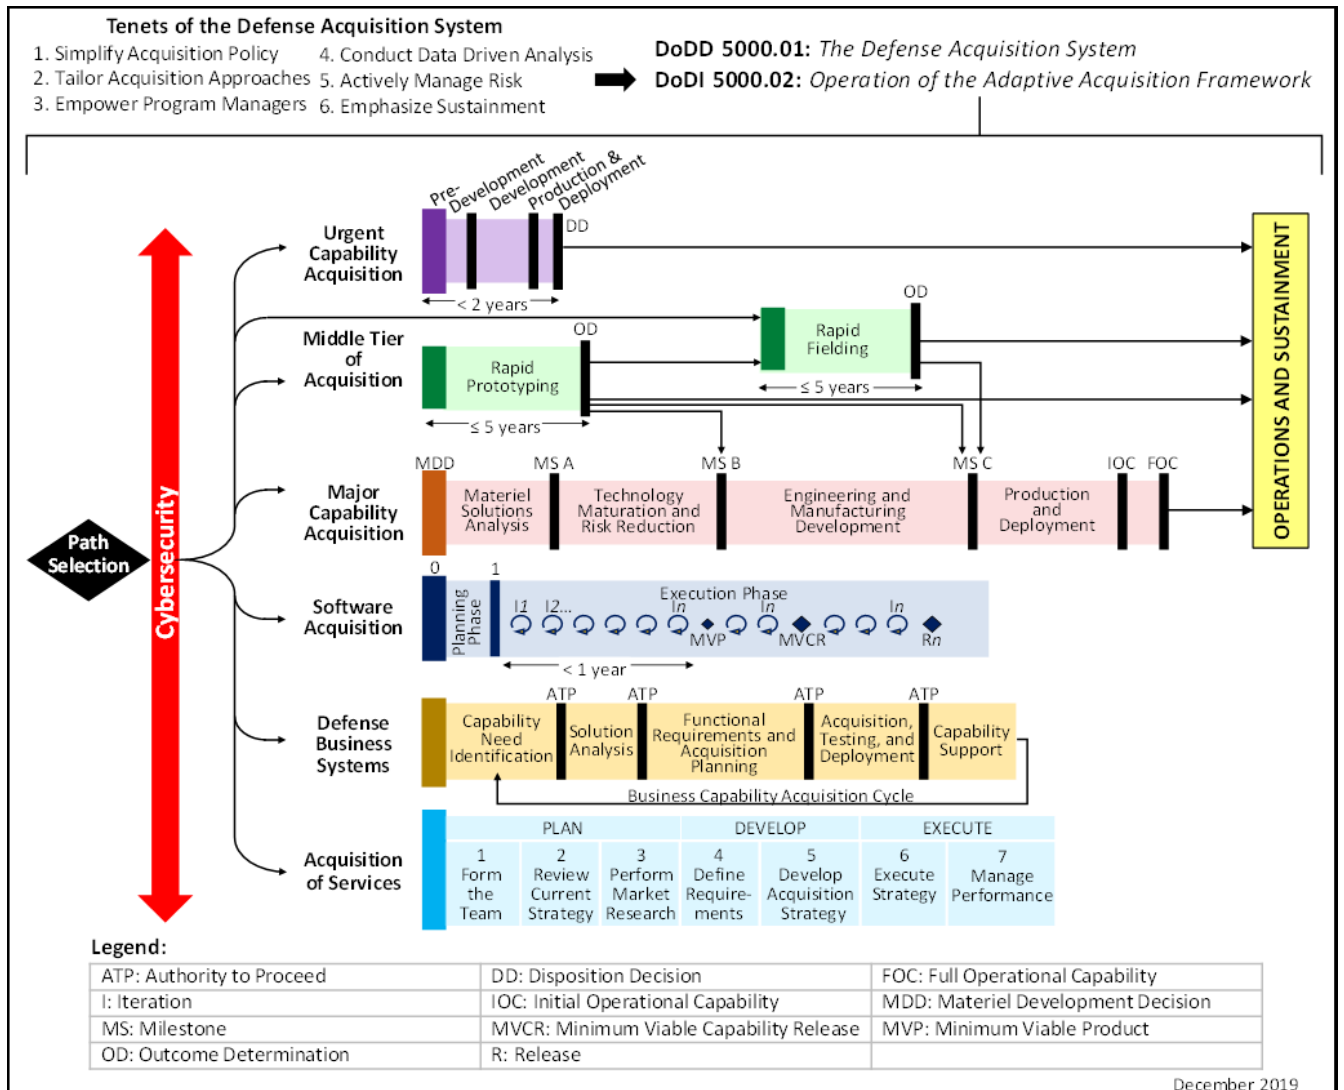 Tenets of the Defense Acquisition System
1. Simplify Acquisition Policy
2. Tailor Acquisition Approaches
3. Empower Program Managers
4. Conduct Data Driven Analysis
5. Actively Manage Risk
6. Emphasize Sustainment
DoDD 5000.01: The Defense Acquisition System
DoDI 5000.02: Operation of the Adaptive Acquisition Framework
Path
Selection
Cybersecurity
OPERATIONS AND SUSTAINMENT
Urgent
Capability
Acquisition
Pre-
Development
Development
Production &
Deployment
DD
< 2 years
Middle Tier
of
Acquisition
Rapid
Prototyping
OD
≤ 5 years
Rapid
Fielding
OD
≤ 5 years
Major
Capability
Acquisition
MDD
MS A
MS B
MS C
IOC
FOC
Materiel
Solutions
Analysis
Technology
Maturation and
Risk Reduction
Engineering and
Manufacturing
Development
Production
and
Deployment
Software
Acquisition
0
1
Planning
Phase
Execution Phase
I1
I2...
In
In
In
MVP
MVCR
Rn
< 1 year
Defense
Business
Systems
ATP
ATP
ATP
ATP
Capability
Need
Identification
Solution
Analysis
Functional
Requirements and
Acquisition
Planning
Acquisition,
Testing, and
Deployment
Capability
Support
Business Capability Acquisition Cycle
Acquisition
of Services
PLAN
DEVELOP
EXECUTE
1
Form
the
Team
2
Review
Current
Strategy
3
Perform
Market
Research
4
Define
Require-
ments
5
Develop
Acquisition
Strategy
6
Execute
Strategy
7
Manage
Performance
Legend:
ATP: Authority to Proceed
DD: Disposition Decision
FOC: Full Operational Capability
I: Iteration
IOC: Initial Operational Capability
MDD: Materiel Development Decision
MS: Milestone
MVCR: Minimum Viable Capability Release
MVP: Minimum Viable Product
OD: Outcome Determination
R: Release
December 2019